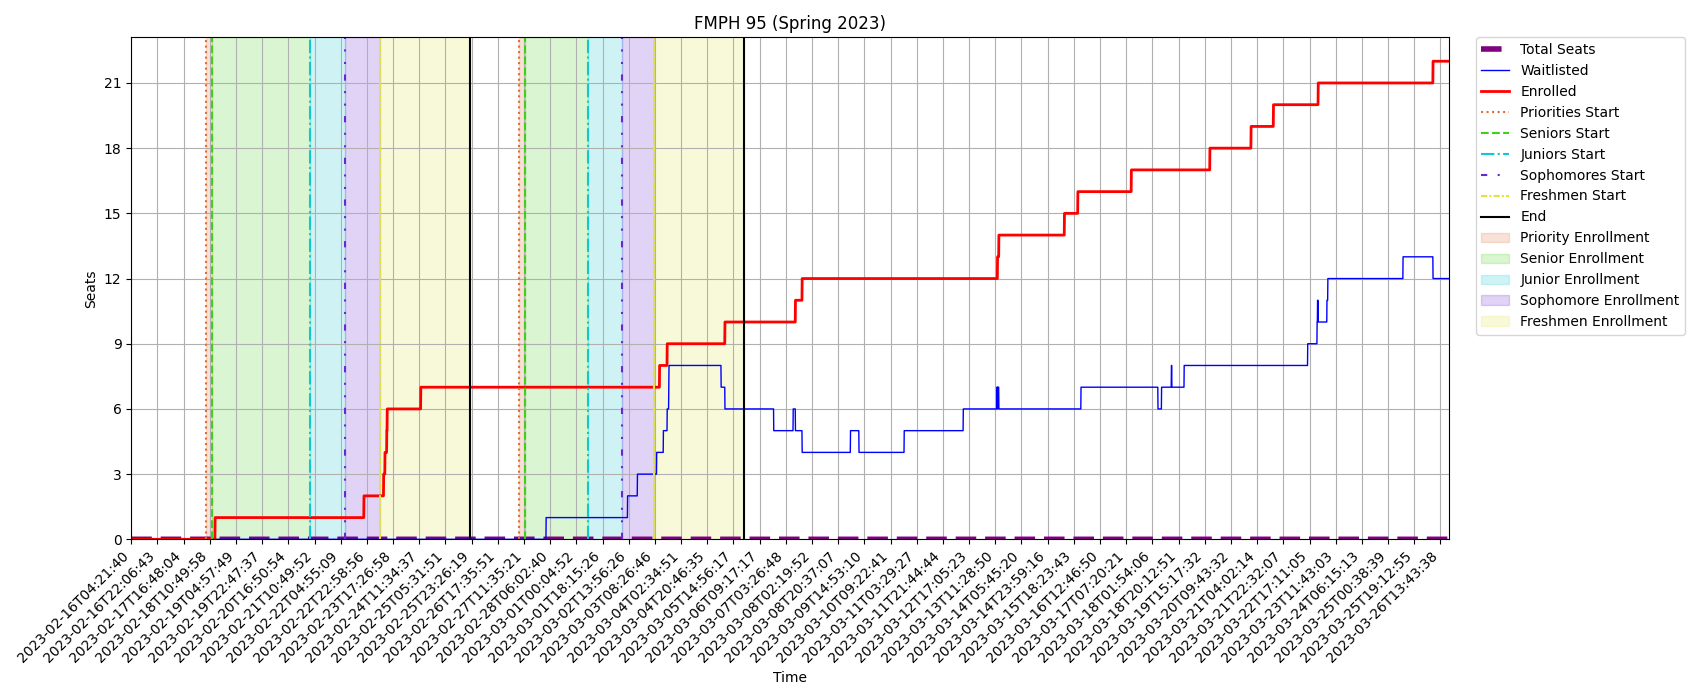 FMPH 95 (Spring 2023)
Seats
21
18
15
12
9
6
3
0
2023-02-16T04:21:40
2023-02-16T22:06:43
2023-02-17T16:48:04
2023-02-18T10:49:58
2023-02-19T04:57:49
2023-02-19T22:47:37
2023-02-20T16:50:54
2023-02-21T10:49:52
2023-02-22T04:55:09
2023-02-22T22:58:56
2023-02-23T17:26:58
2023-02-24T11:34:37
2023-02-25T05:31:51
2023-02-25T23:26:19
2023-02-26T17:35:51
2023-02-27T11:35:21
2023-02-28T06:02:40
2023-03-01T00:04:52
2023-03-01T18:15:26
2023-03-02T13:56:26
2023-03-03T08:26:46
2023-03-04T02:34:51
2023-03-04T20:46:35
2023-03-05T14:56:17
2023-03-06T09:17:17
2023-03-07T03:26:48
2023-03-08T02:19:52
2023-03-08T20:37:07
2023-03-09T14:53:10
2023-03-10T09:22:41
2023-03-11T03:29:27
2023-03-11T21:44:44
2023-03-12T17:05:23
2023-03-13T11:28:50
2023-03-14T05:45:20
2023-03-14T23:59:16
2023-03-15T18:23:43
2023-03-16T12:46:50
2023-03-17T07:20:21
2023-03-18T01:54:06
2023-03-18T20:12:51
2023-03-19T15:17:32
2023-03-20T09:43:32
2023-03-21T04:02:14
2023-03-21T22:32:07
2023-03-22T17:11:05
2023-03-23T11:43:03
2023-03-24T06:15:13
2023-03-25T00:38:39
2023-03-25T19:12:55
2023-03-26T13:43:38
Time
Total Seats
Waitlisted
Enrolled
Priorities Start
Seniors Start
Juniors Start
Sophomores Start
Freshmen Start
End
Priority Enrollment
Senior Enrollment
Junior Enrollment
Sophomore Enrollment
Freshmen Enrollment